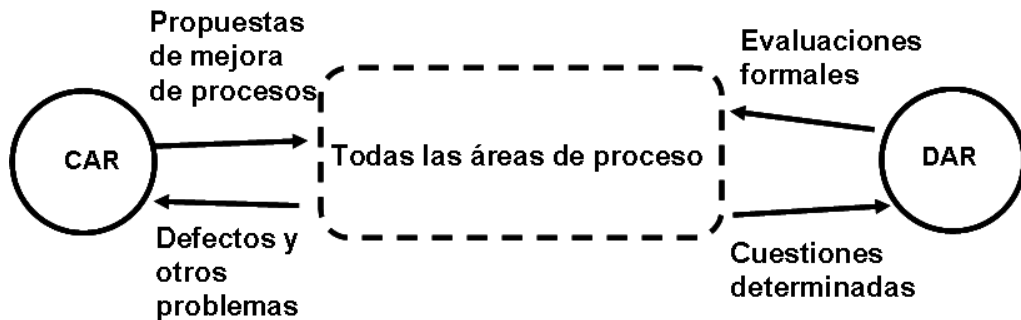 Propuestas
de mejora
de procesos
Evaluaciones
formales
CAR
Todas las áreas de proceso
DAR
Defectos y
otros
problemas
Cuestiones
determinadas